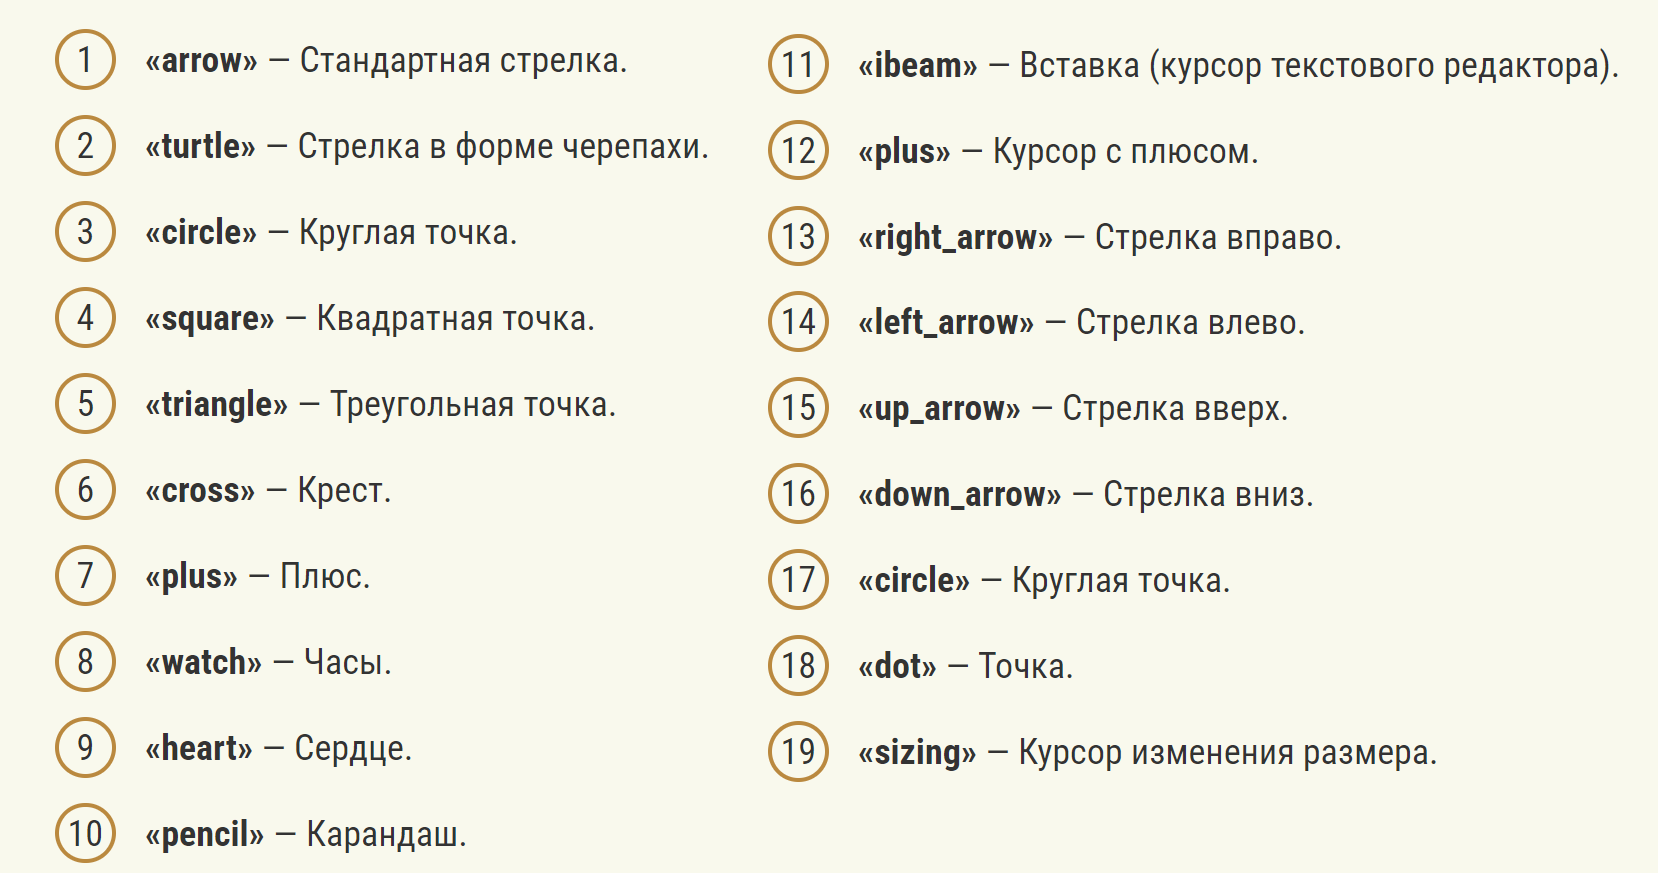 1 «arrow» — Стандартная стрелка.
2 «turtle» — Стрелка в форме черепахи.
3 «circle» — Круглая точка.
4 «square» — Квадратная точка.
5 «triangle» — Треугольная точка.
6 «cross» — Крест.
7 «plus» — Плюс.
8 «watch» — Часы.
9 «heart» — Сердце.
10 «pencil» — Карандаш.
11 «ibeam» — Вставка (курсор текстового редактора).
12 «plus» — Курсор с плюсом.
13 «right_arrow» — Стрелка вправо.
14 «left_arrow» — Стрелка влево.
15 «up_arrow» — Стрелка вверх.
16 «down_arrow» — Стрелка вниз.
17 «circle» — Круглая точка.
18 «dot» — Точка.
19 «sizing» — Курсор изменения размера.